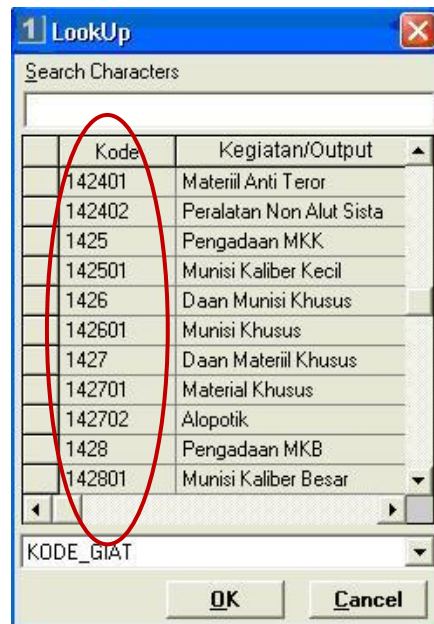 1 LookUp
Search Characters
Kode Kegiatan/Output
142401 Materiil Anti Teror
142402 Peralatan Non Alut Sista
1425 Pengadaan MKK
142501 Munisi Kaliber Kecil
1426 Daan Munisi Khusus
142601 Munisi Khusus
1427 Daan Materiil Khusus
142701 Material Khusus
142702 Alopotik
1428 Pengadaan MKB
142801 Munisi Kaliber Besar
KODE_GIAT
OK Cancel